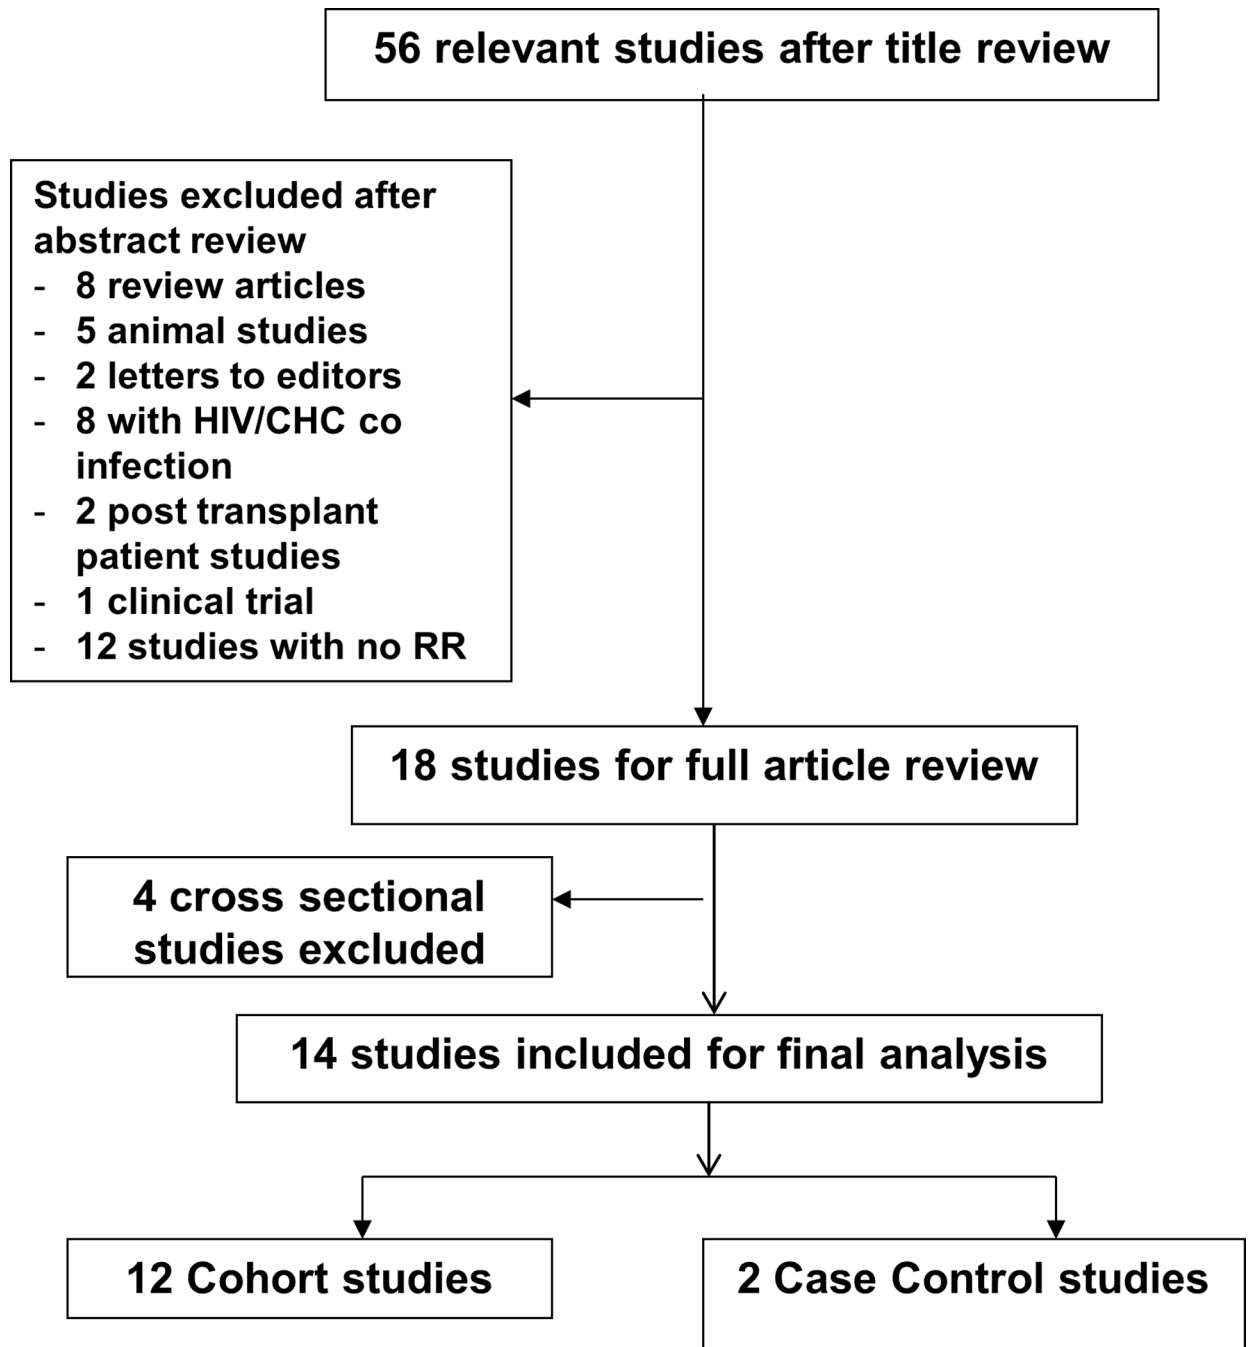 56 relevant studies after title review
Studies excluded after
abstract review
- 8 review articles
- 5 animal studies
- 2 letters to editors
- 8 with HIV/CHC co
infection
- 2 post transplant
patient studies
- 1 clinical trial
- 12 studies with no RR
18 studies for full article review
4 cross sectional
studies excluded
14 studies included for final analysis
12 Cohort studies
2 Case Control studies